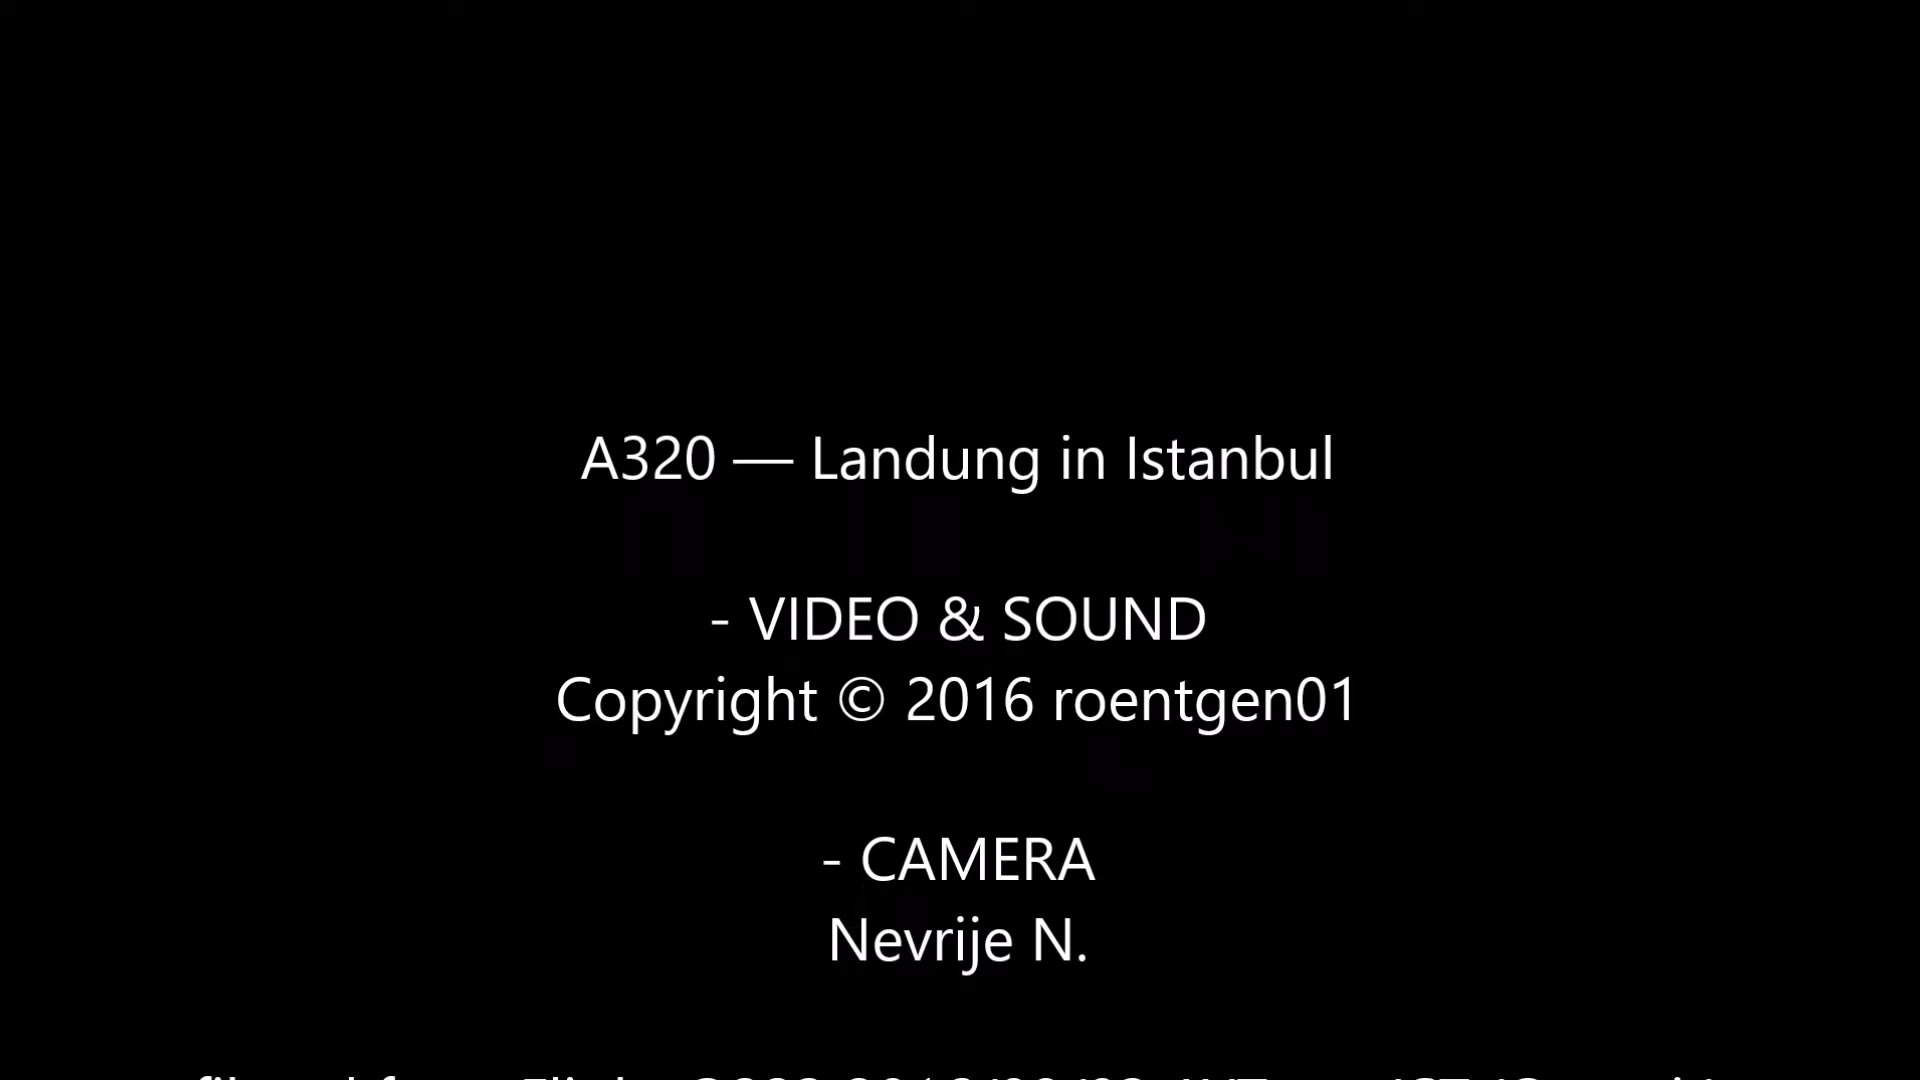 A320 — Landung in Istanbul
- VIDEO & SOUND
Copyright © 2016 roentgen01
- CAMERA
Nevrije N.